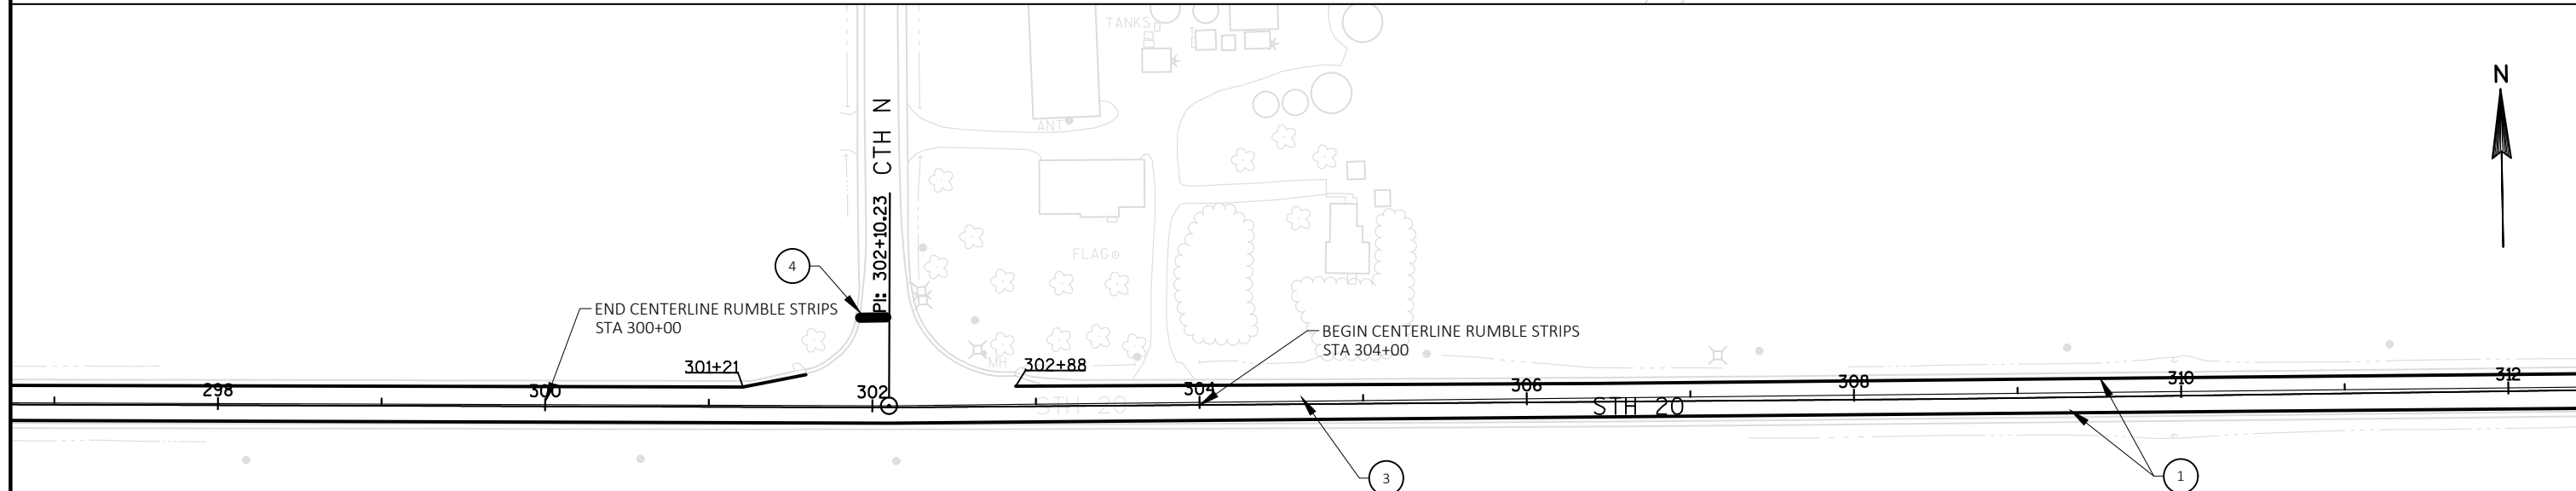 TANKS
N
ANT
CTH N
PI: 302+10.23
FLAG
4
END CENTERLINE RUMBLE STRIPS
STA 300+00
BEGIN CENTERLINE RUMBLE STRIPS
STA 304+00
301+21
MH
302+88
298
300
302
304
306
308
310
312
STH 20
STH 20
3
1